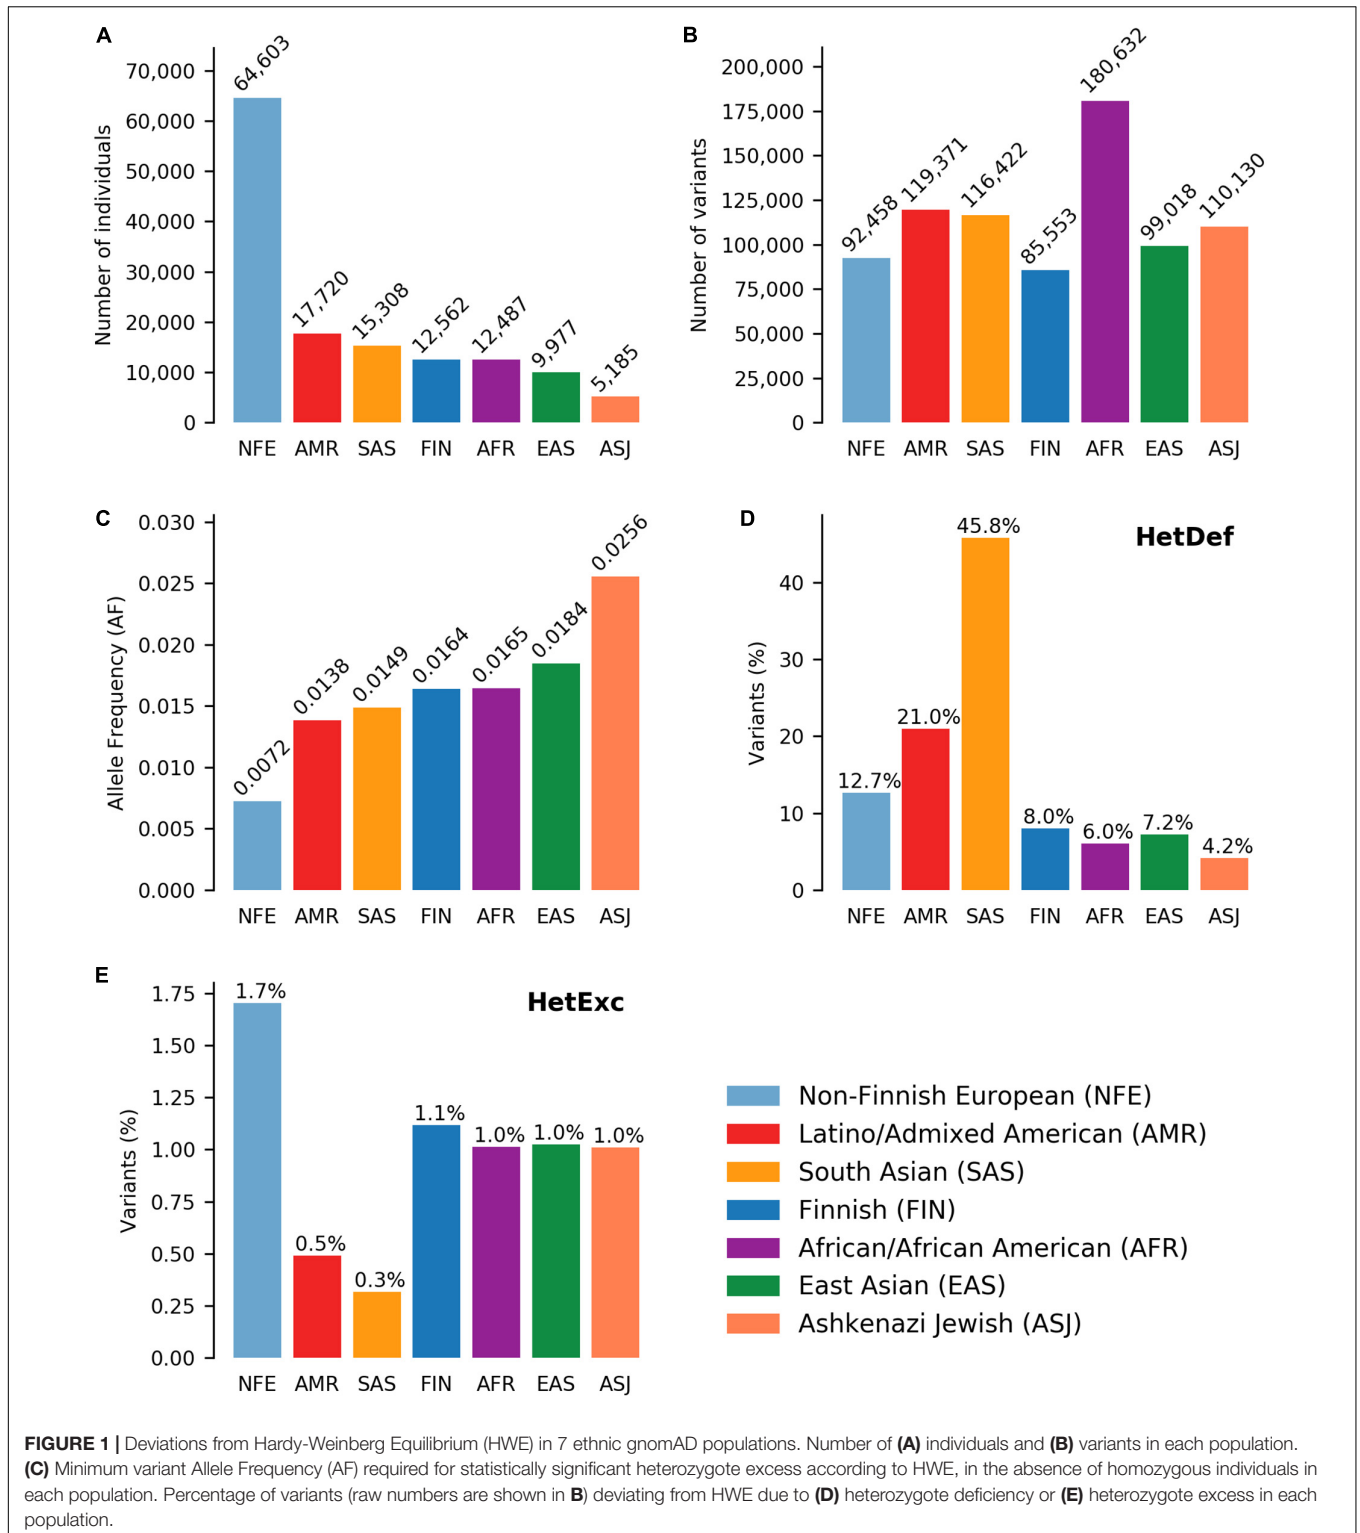 A
Number of individuals
70,000
60,000
50,000
40,000
30,000
20,000
10,000
0
64,603
17,720
15,308
12,562
12,487
9,977
5,185
NFE AMR SAS FIN AFR EAS ASJ
B
Number of variants
200,000
175,000
150,000
125,000
100,000
75,000
50,000
25,000
0
92,458
119,371
116,422
85,553
180,632
99,018
110,130
NFE AMR SAS FIN AFR EAS ASJ
C
Allele Frequency (AF)
0.030
0.025
0.020
0.015
0.010
0.005
0.000
0.0072
0.0138
0.0149
0.0164
0.0165
0.0184
0.0256
NFE AMR SAS FIN AFR EAS ASJ
D
HetDef
Variants (%)
40
30
20
10
0
12.7%
21.0%
45.8%
8.0%
6.0%
7.2%
4.2%
NFE AMR SAS FIN AFR EAS ASJ
E
HetExc
Variants (%)
1.75
1.50
1.25
1.00
0.75
0.50
0.25
0.00
1.7%
0.5%
0.3%
1.1%
1.0%
1.0%
1.0%
NFE AMR SAS FIN AFR EAS ASJ
Non-Finnish European (NFE)
Latino/Admixed American (AMR)
South Asian (SAS)
Finnish (FIN)
African/African American (AFR)
East Asian (EAS)
Ashkenazi Jewish (ASJ)
FIGURE 1 | Deviations from Hardy-Weinberg Equilibrium (HWE) in 7 ethnic gnomAD populations. Number of (A) individuals and (B) variants in each population.
(C) Minimum variant Allele Frequency (AF) required for statistically significant heterozygote excess according to HWE, in the absence of homozygous individuals in
each population. Percentage of variants (raw numbers are shown in B) deviating from HWE due to (D) heterozygote deficiency or (E) heterozygote excess in each
population.